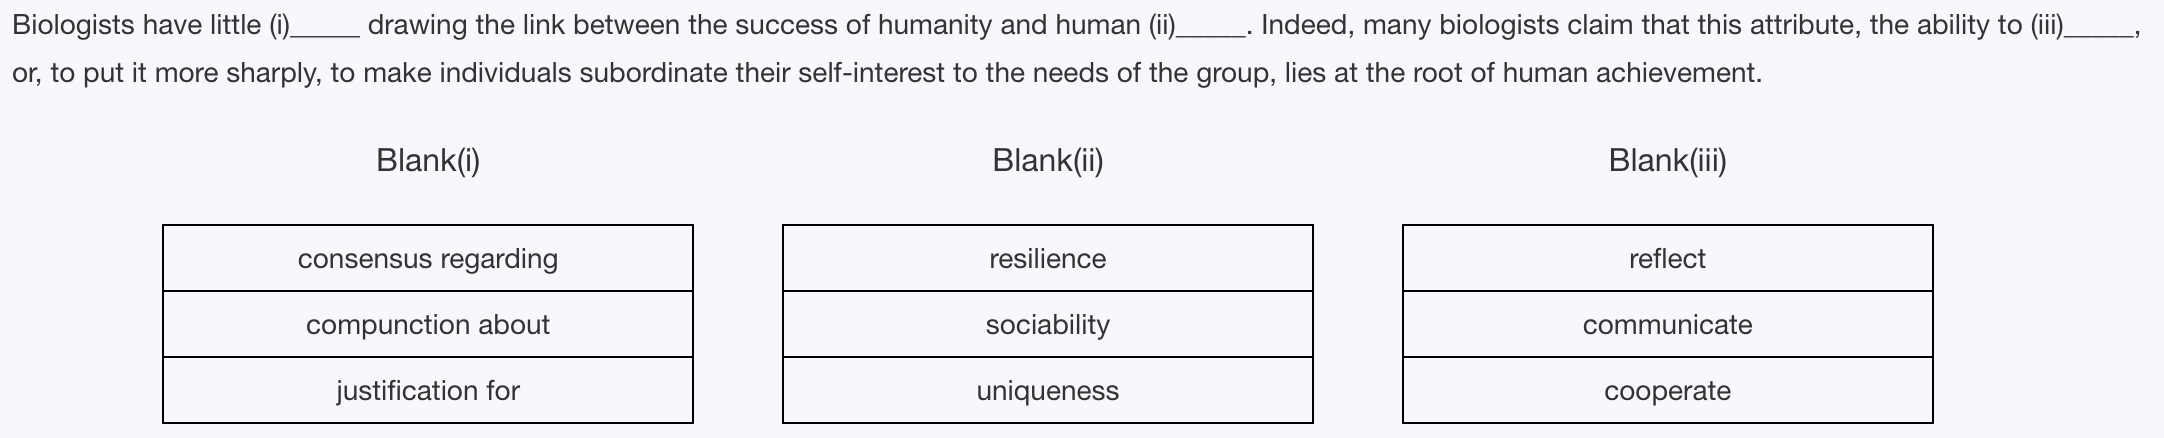 Biologists have little (i)_____ drawing the link between the success of humanity and human (ii)_____. Indeed, many biologists claim that this attribute, the ability to (iii)_____,
or, to put it more sharply, to make individuals subordinate their self-interest to the needs of the group, lies at the root of human achievement.
Blank(i) Blank(ii) Blank(iii)
consensus regarding resilience reflect
compunction about sociability communicate
justification for uniqueness cooperate